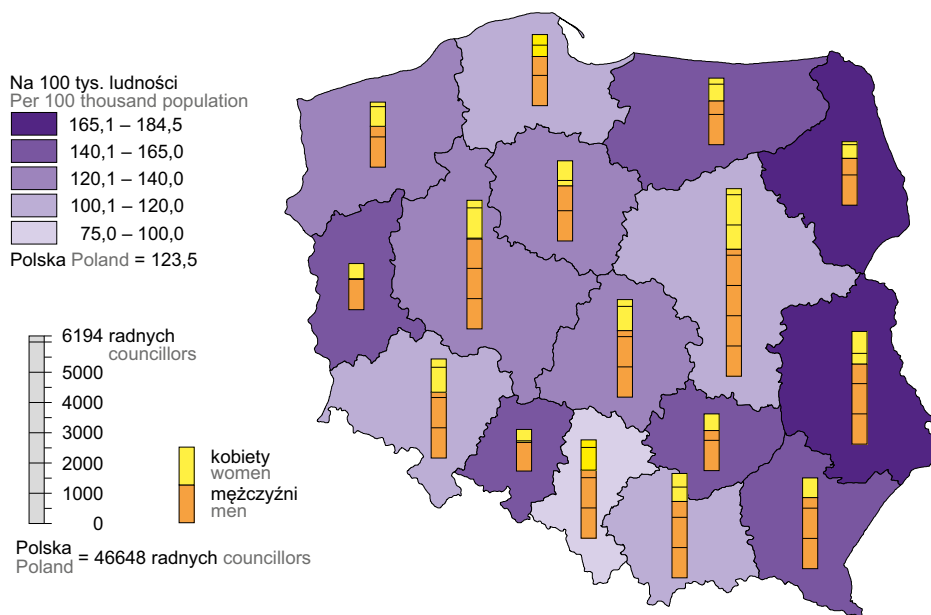 Na 100 tys. ludności
Per 100 thousand population
165,1 – 184,5
140,1 – 165,0
120,1 – 140,0
100,1 – 120,0
75,0 – 100,0
Polska Poland = 123,5
6194 radnych
councillors
5000
4000
3000
2000
1000
0
kobiety
women
mężczyźni
men
Polska
Poland = 46648 radnych councillors